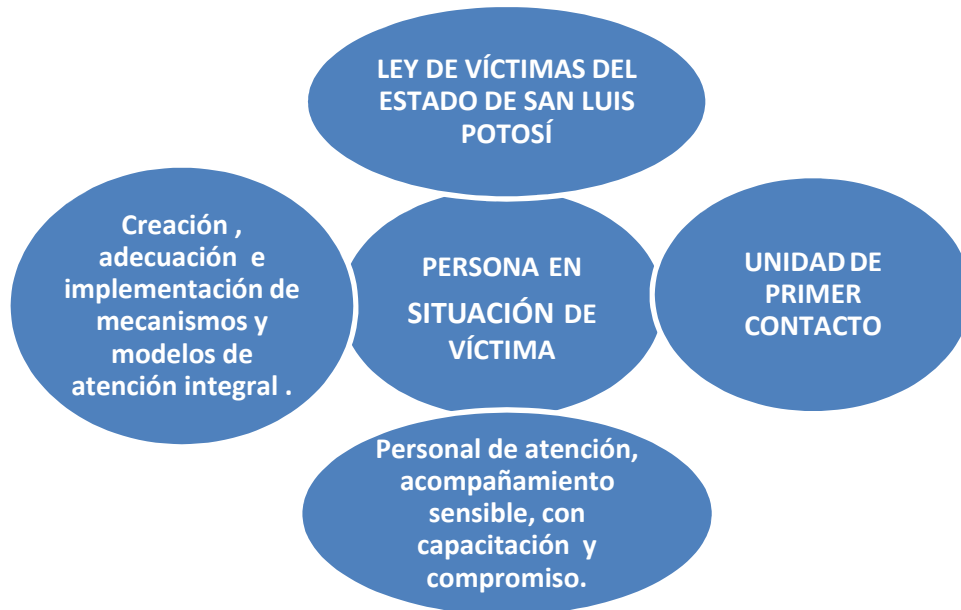 LEY DE VÍCTIMAS DEL
ESTADO DE SAN LUIS
POTOSÍ
Creación , 
adecuación e
implementación de
mecanismos y
modelos de
atención integral .
PERSONA EN
SITUACIÓN DE
VÍCTIMA
UNIDAD DE
PRIMER
CONTACTO
Personal de atención,
acompañamiento
sensible, con
capacitación y
compromiso.